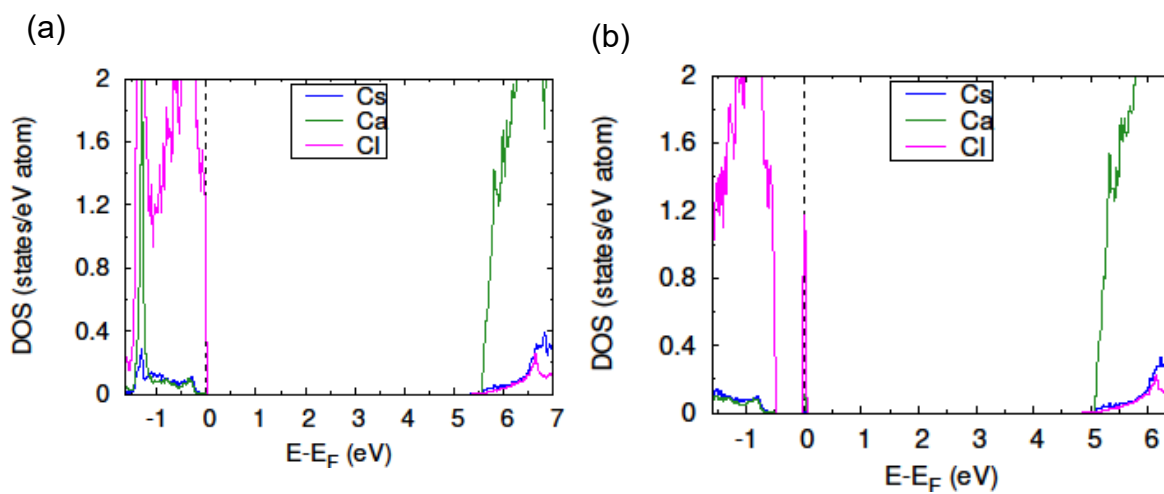 (a)
DOS (states/eV atom)
2
1.6
1.2
0.8
0.4
0
Cs
Ca
Cl
-1 0 1 2 3 4 5 6 7
E-EF (eV)
(b)
DOS (states/eV atom)
2
1.6
1.2
0.8
0.4
0
Cs
Ca
Cl
-1 0 1 2 3 4 5 6
E-EF (eV)